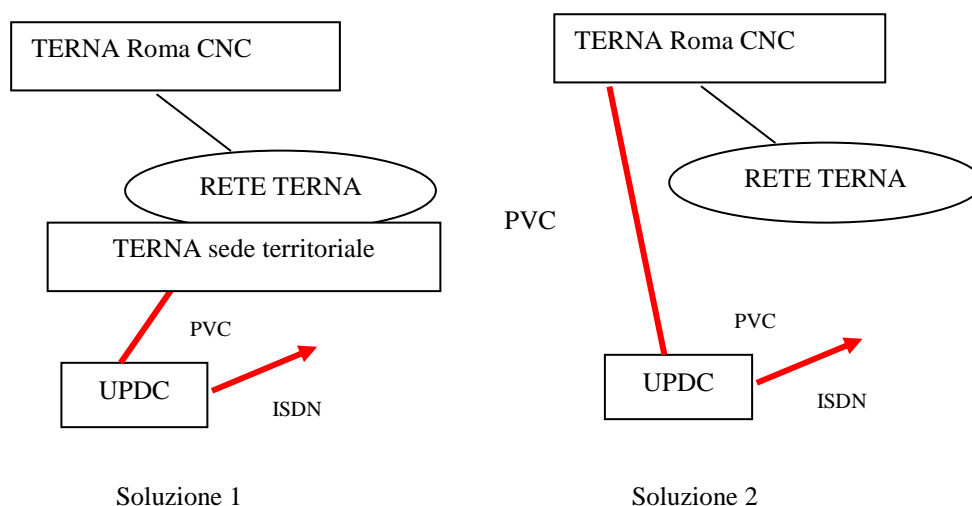 TERNA Roma CNC
RETE TERNA
TERNA sede territoriale
PVC
UPDC
ISDN
Soluzione 1
TERNA Roma CNC
RETE TERNA
PVC
PVC
UPDC
ISDN
Soluzione 2